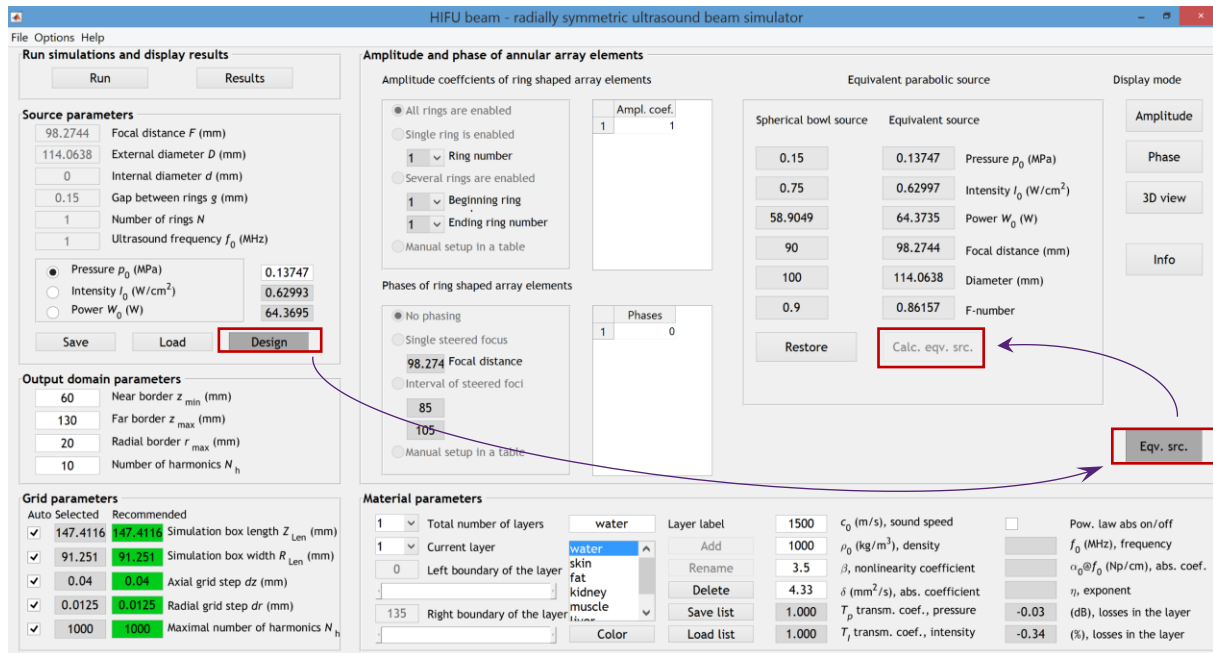 HIFU beam - radially symmetric ultrasound beam simulator
File Options Help
Run simulations and display results
Run Results
Source parameters
98.2744 Focal distance F (mm)
114.0638 External diameter D (mm)
0 Internal diameter d (mm)
0.15 Gap between rings g (mm)
1 Number of rings N
1 Ultrasound frequency f0 (MHz)
Pressure p0 (MPa) 0.13747
Intensity I0 (W/cm2) 0.62993
Power W0 (W) 64.3695
Save Load Design
Output domain parameters
60 Near border z min (mm)
130 Far border z max (mm)
20 Radial border r max (mm)
10 Number of harmonics N h
Grid parameters
Auto Selected Recommended
147.4116 147.4116 Simulation box length Z Len (mm)
91.251 91.251 Simulation box width R Len (mm)
0.04 0.04 Axial grid step dz (mm)
0.0125 0.0125 Radial grid step dr (mm)
1000 1000 Maximal number of harmonics N h
Amplitude and phase of annular array elements
Amplitude coeffcients of ring shaped array elements
All rings are enabled
Single ring is enabled
1 Ring number
Several rings are enabled
1 Beginning ring
1 Ending ring number
Manual setup in a table
Ampl. coef.
1 1
Phases of ring shaped array elements
No phasing
Single steered focus
98.274 Focal distance
Interval of steered foci
85
105
Manual setup in a table
Phases
1 0
Equivalent parabolic source
Spherical bowl source Equivalent source
0.15 0.13747 Pressure p0 (MPa)
0.75 0.62997 Intensity I0 (W/cm2)
58.9049 64.3735 Power W0 (W)
90 98.2744 Focal distance (mm)
100 114.0638 Diameter (mm)
0.9 0.86157 F-number
Restore Calc. eqv. src.
Display mode
Amplitude
Phase
3D view
Info
Eqv. src.
Material parameters
1 Total number of layers
1 Current layer
0 Left boundary of the layer
135 Right boundary of the layer
water Layer label
water
skin
fat
kidney
muscle
Add
Rename
Delete
Save list
Color Load list
1500 c0 (m/s), sound speed
1000 ρ0 (kg/m3), density
3.5 β, nonlinearity coefficient
4.33 δ (mm2/s), abs. coefficient
1.000 Tp transm. coef., pressure
1.000 TI transm. coef., intensity
Pow. law abs on/off
f0 (MHz), frequency
α0@f0 (Np/cm), abs. coef.
η, exponent
-0.03 (dB), losses in the layer
-0.34 (%), losses in the layer